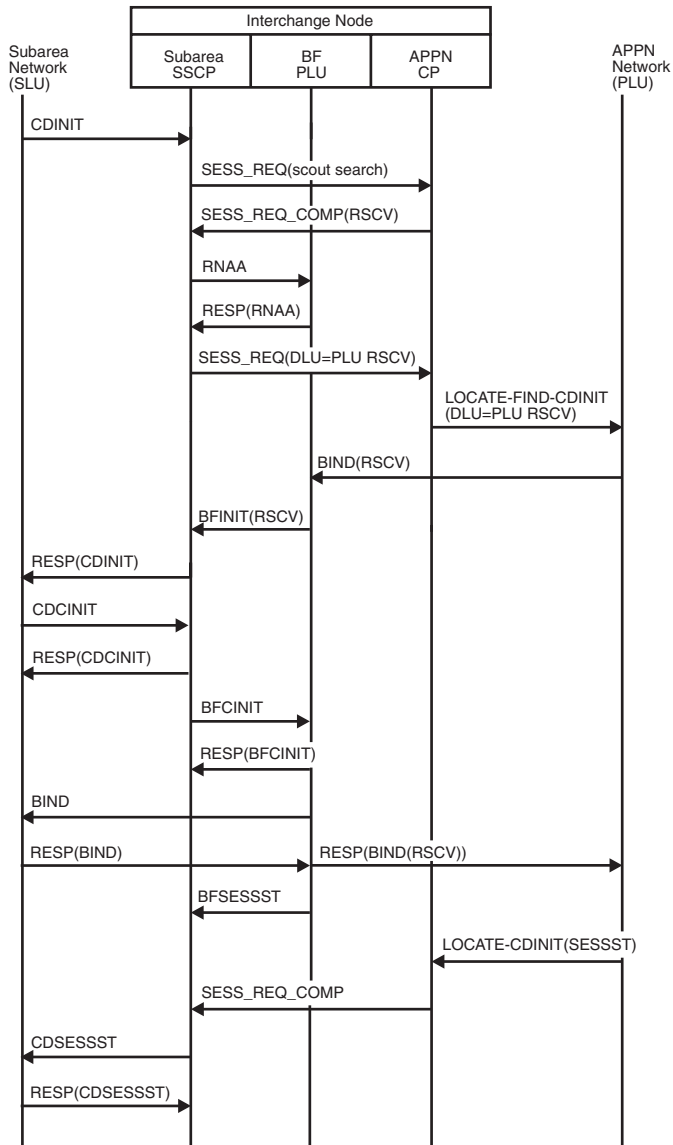 Interchange Node
Subarea
Network
(SLU)
Subarea
SSCP
BF
PLU
APPN
CP
APPN
Network
(PLU)
CDINIT
SESS_REQ(scout search)
SESS_REQ_COMP(RSCV)
RNAA
RESP(RNAA)
SESS_REQ(DLU=PLU RSCV)
LOCATE-FIND-CDINIT
(DLU=PLU RSCV)
BIND(RSCV)
BFINIT(RSCV)
RESP(CDINIT)
CDCINIT
RESP(CDCINIT)
BFCINIT
RESP(BFCINIT)
BIND
RESP(BIND)
RESP(BIND(RSCV))
BFSESSST
LOCATE-CDINIT(SESSST)
SESS_REQ_COMP
CDSESSST
RESP(CDSESSST)